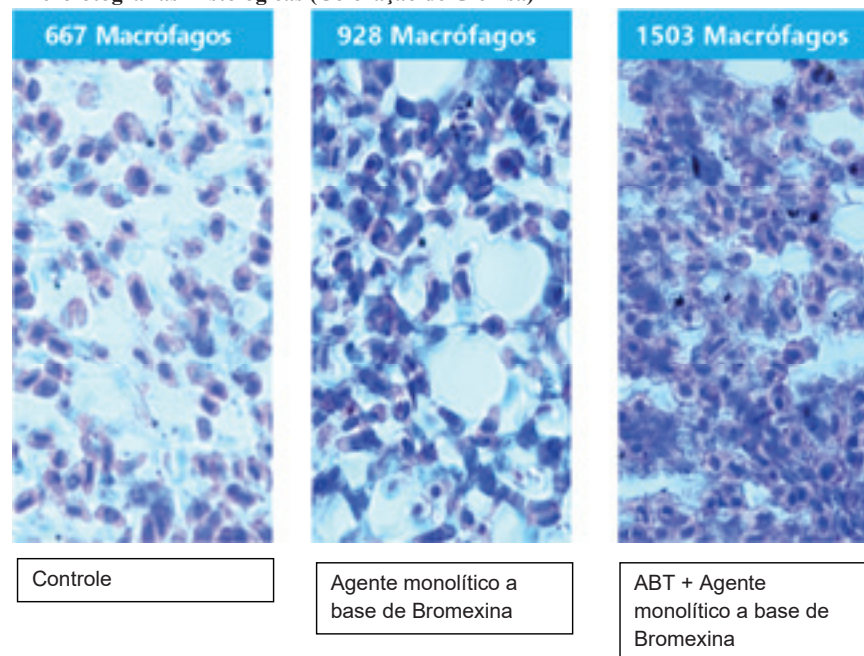 667 Macrófagos
928 Macrófagos
1503 Macrófagos
Controle
Agente monolítico a
base de Bromexina
ABT + Agente
monolítico a base de
Bromexina